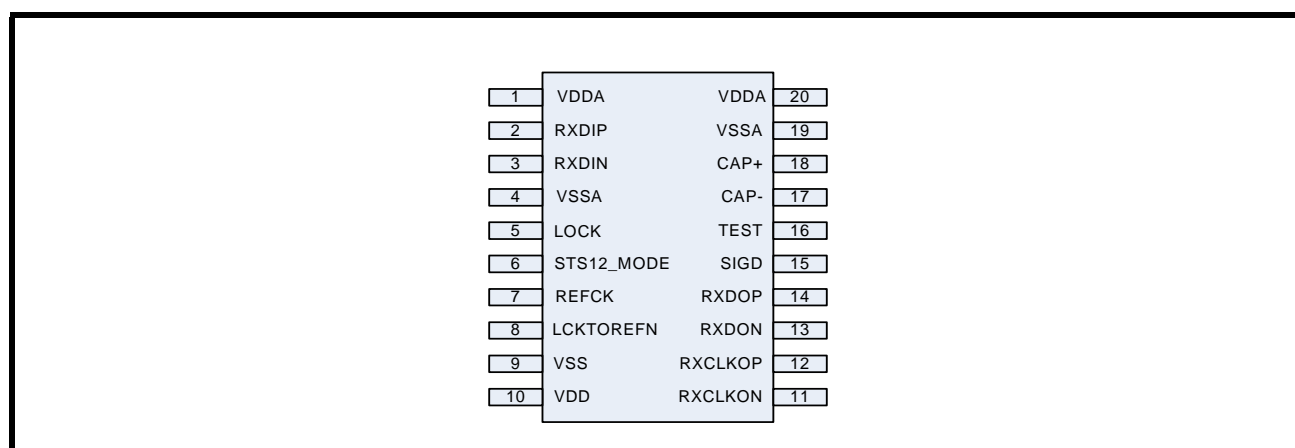 1 VDDA VDDA 20
2 RXDIP VSSA 19
3 RXDIN CAP+ 18
4 VSSA CAP- 17
5 LOCK TEST 16
6 STS12_MODE SIGD 15
7 REFCK RXDOP 14
8 LCKTOREFN RXDON 13
9 VSS RXCLKOP 12
10 VDD RXCLKON 11